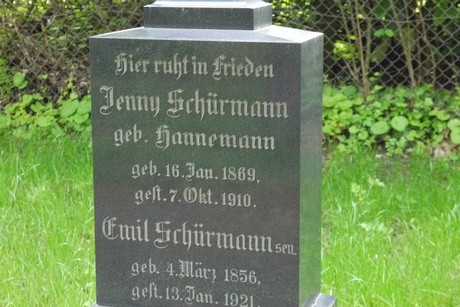 Hier ruht in Frieden
Jenny Schürmann
geb. Hannemann
geb. 16. Jan. 1869,
gest. 7. Okt. 1910.
Emil Schürmann sen.
geb. 4. März 1856,
gest. 13. Jan. 1921.